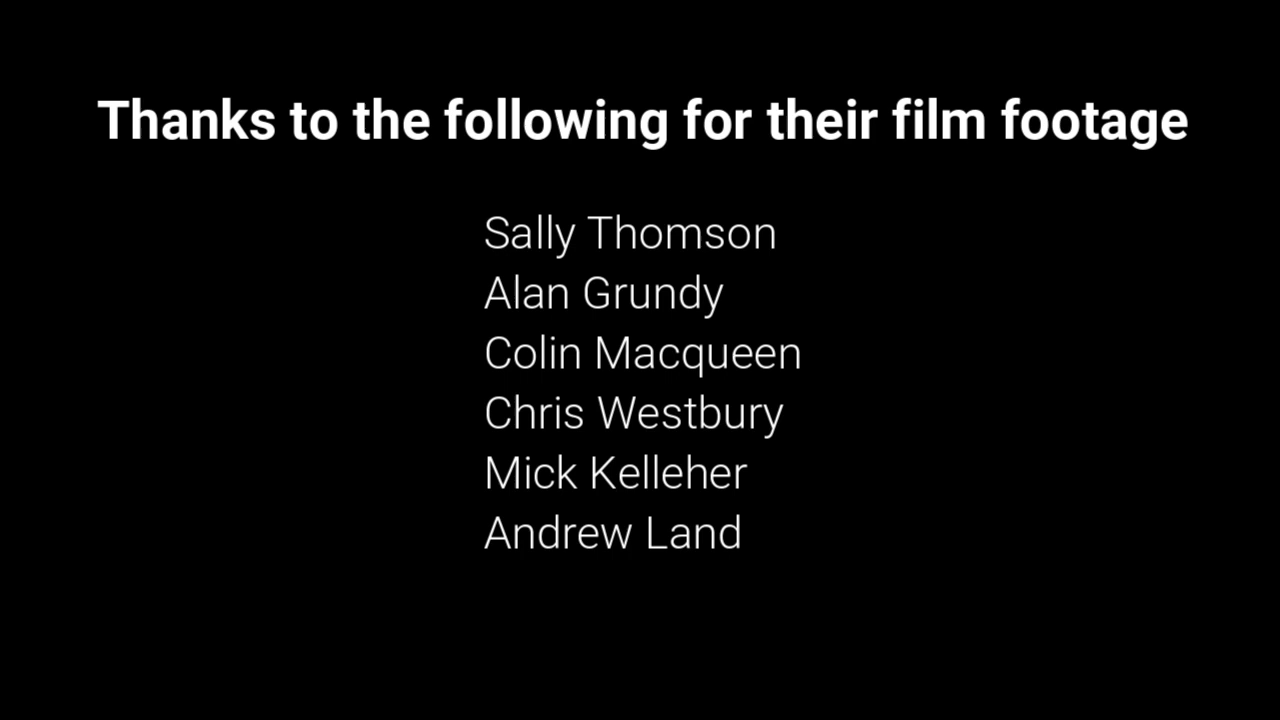 Thanks to the following for their film footage
Sally Thomson
Alan Grundy
Colin Macqueen
Chris Westbury
Mick Kelleher
Andrew Land